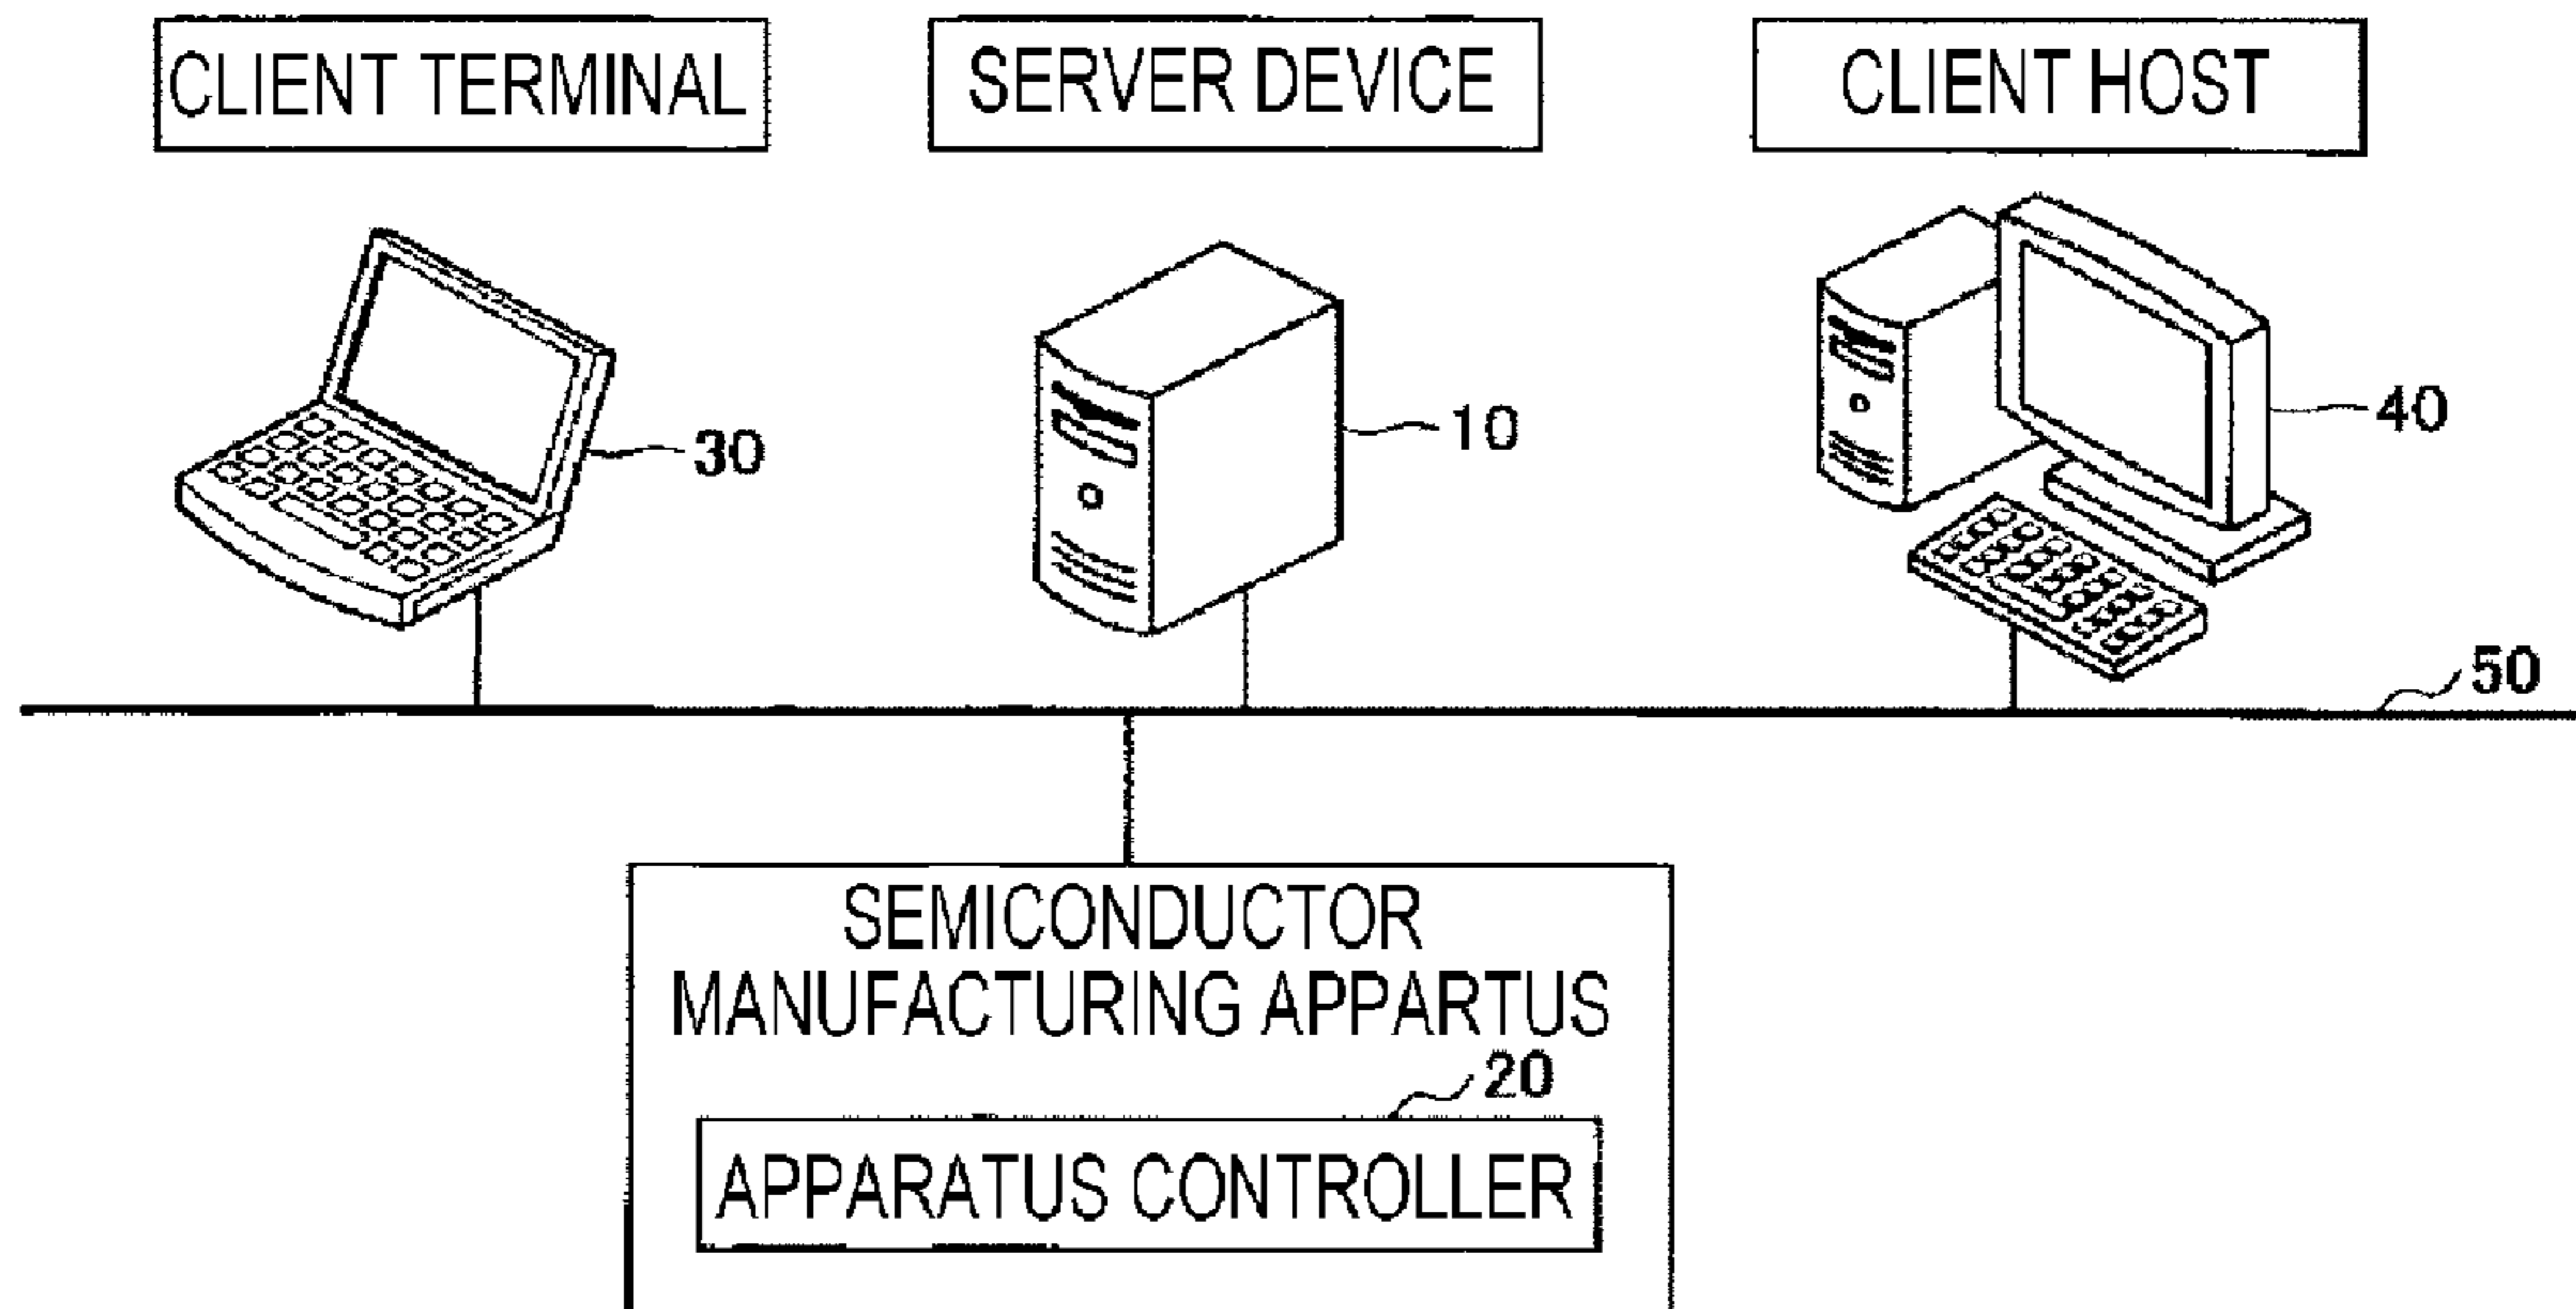 CLIENT TERMINAL
SERVER DEVICE
CLIENT HOST
30
10
40
50
SEMICONDUCTOR
MANUFACTURING APPARTUS
20
APPARATUS CONTROLLER